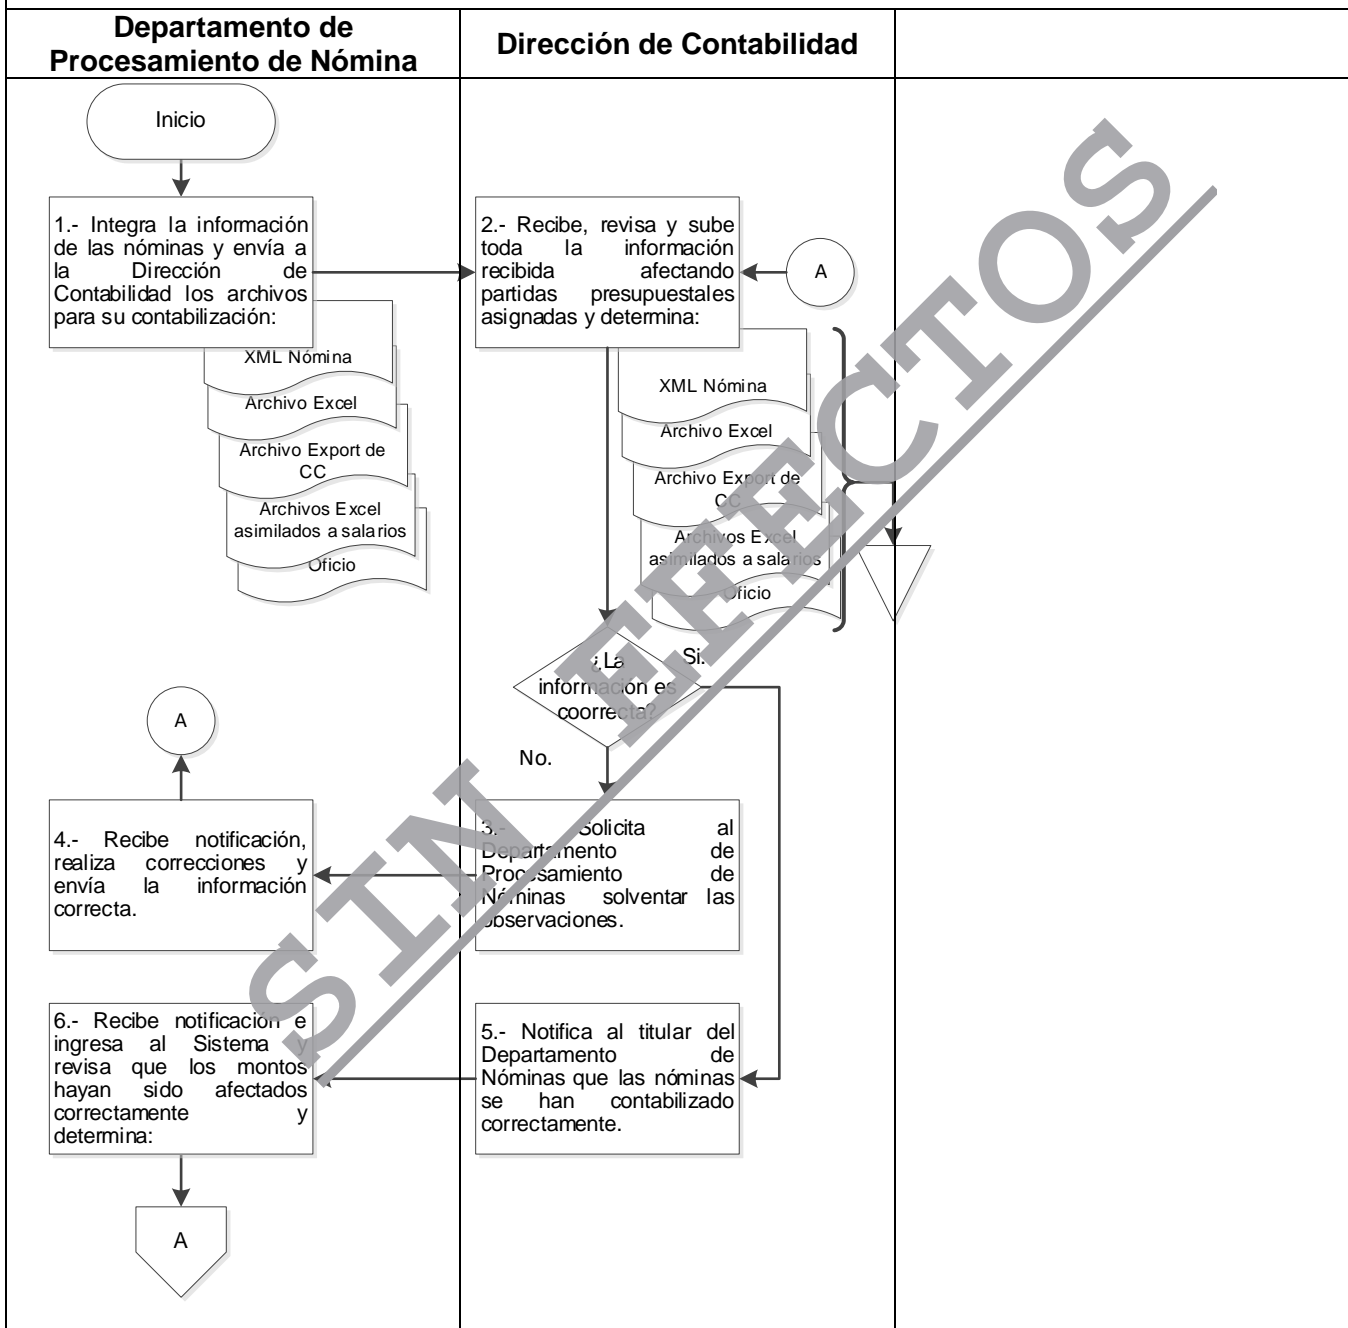 Departamento de
Procesamiento de Nómina
Dirección de Contabilidad
Inicio
1.- Integra la información
de las nóminas y envía a
la Dirección de
Contabilidad los archivos
para su contabilización:
XML Nómina
Archivo Excel
Archivo Export de
CC
Archivos Excel
asimilados a salarios
Oficio
2.- Recibe, revisa y sube
toda la información
recibida afectando
partidas presupuestales
asignadas y determina:
A
XML Nómina
Archivo Excel
Archivo Export de
CC
Archivos Excel
asimilados a salarios
Oficio
¿La
información es
coorrecta?
Si.
No.
A
4.- Recibe notificación,
realiza correcciones y
envía la información
correcta.
3.- Solicita al
Departamento de
Procesamiento de
Nóminas solventar las
observaciones.
6.- Recibe notificación e
ingresa al Sistema y
revisa que los montos
hayan sido afectados
correctamente y
determina:
5.- Notifica al titular del
Departamento de
Nóminas que las nóminas
se han contabilizado
correctamente.
A
SIN EFECTOS